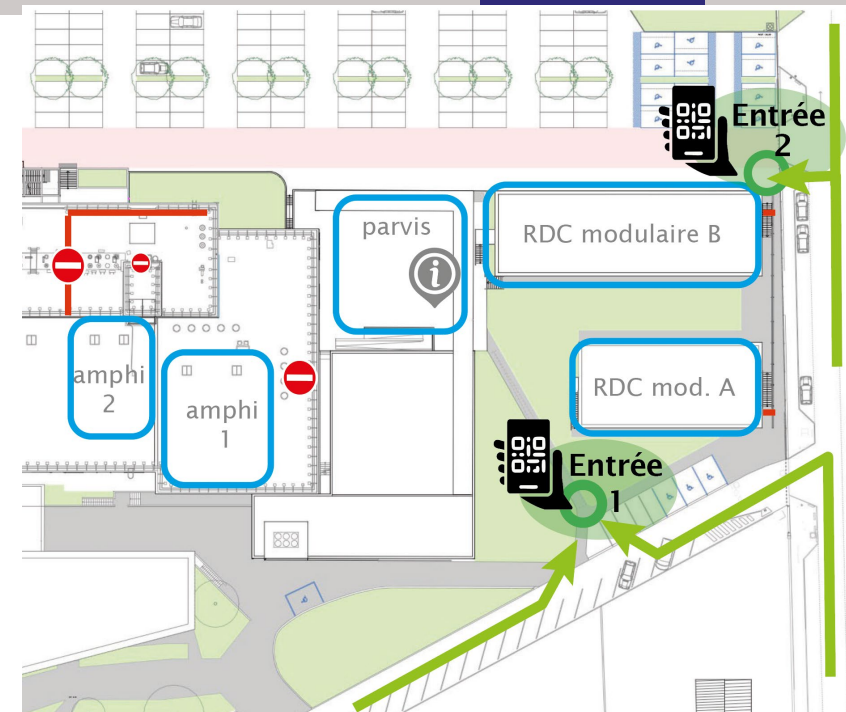 Entrée
2
parvis
i
RDC modulaire B
amphi
2
amphi
1
RDC mod. A
Entrée
1